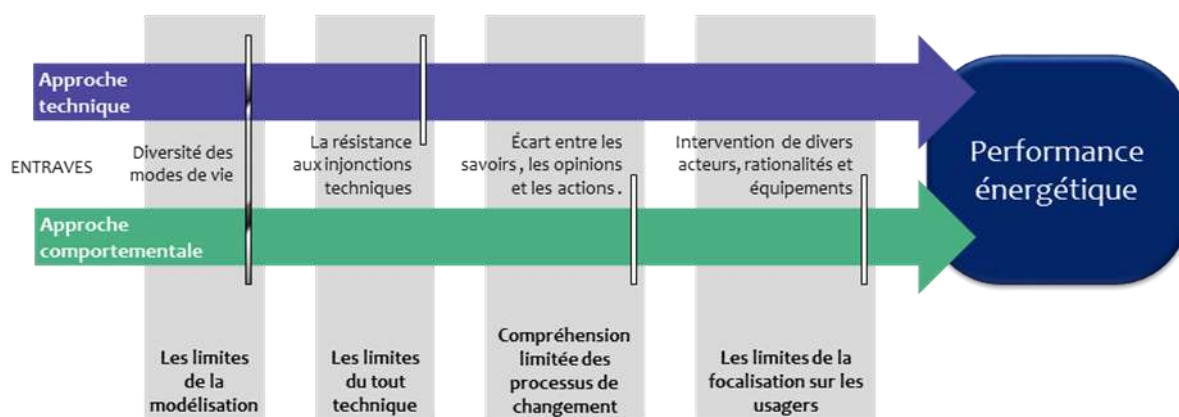 Approche
technique
ENTRAVES
Diversité des
modes de vie
La résistance
aux injonctions
techniques
Écart entre les
savoirs , les opinions
et les actions .
Intervention de divers
acteurs, rationalités et
équipements
Performance
énergétique
Approche
comportementale
Les limites
de la
modélisation
Les limites
du tout
technique
Compréhension
limitée des
processus de
changement
Les limites de la
focalisation sur les
usagers